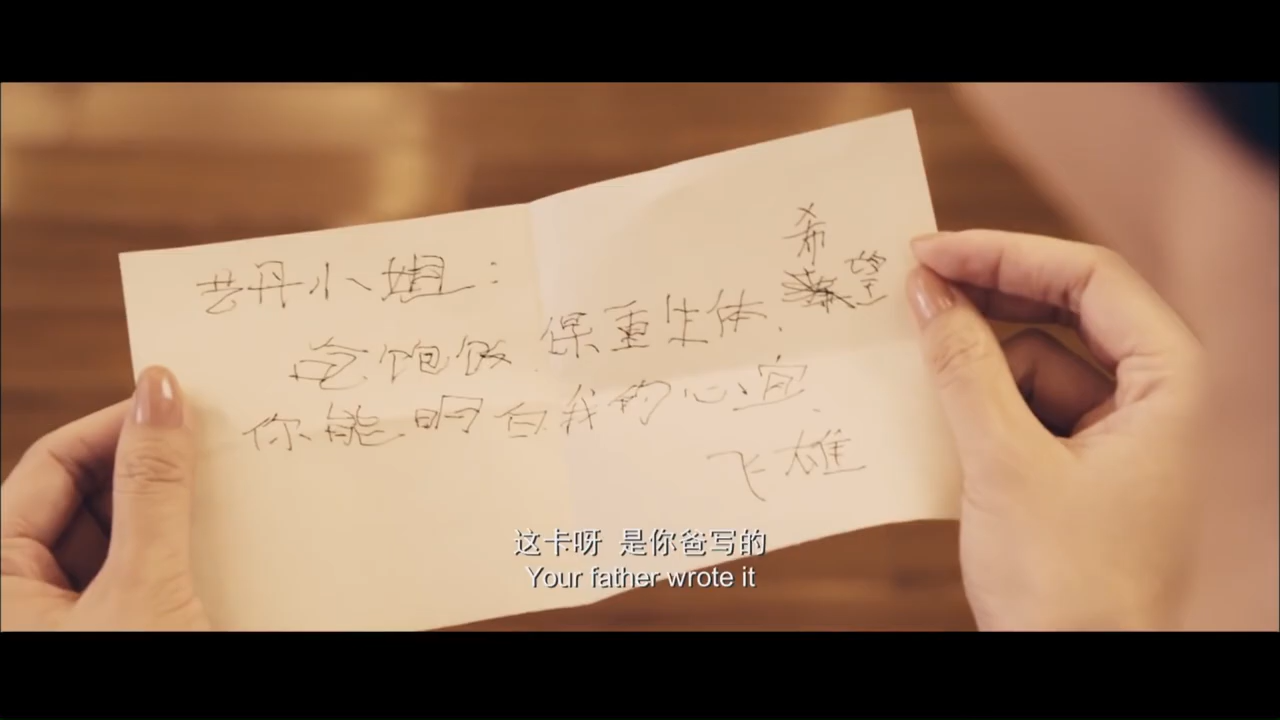 芸丹小姐:
吃饱饭.保重生体.希望
你能明白我的心宜.
飞雄
这卡呀 是你爸写的
Your father wrote it